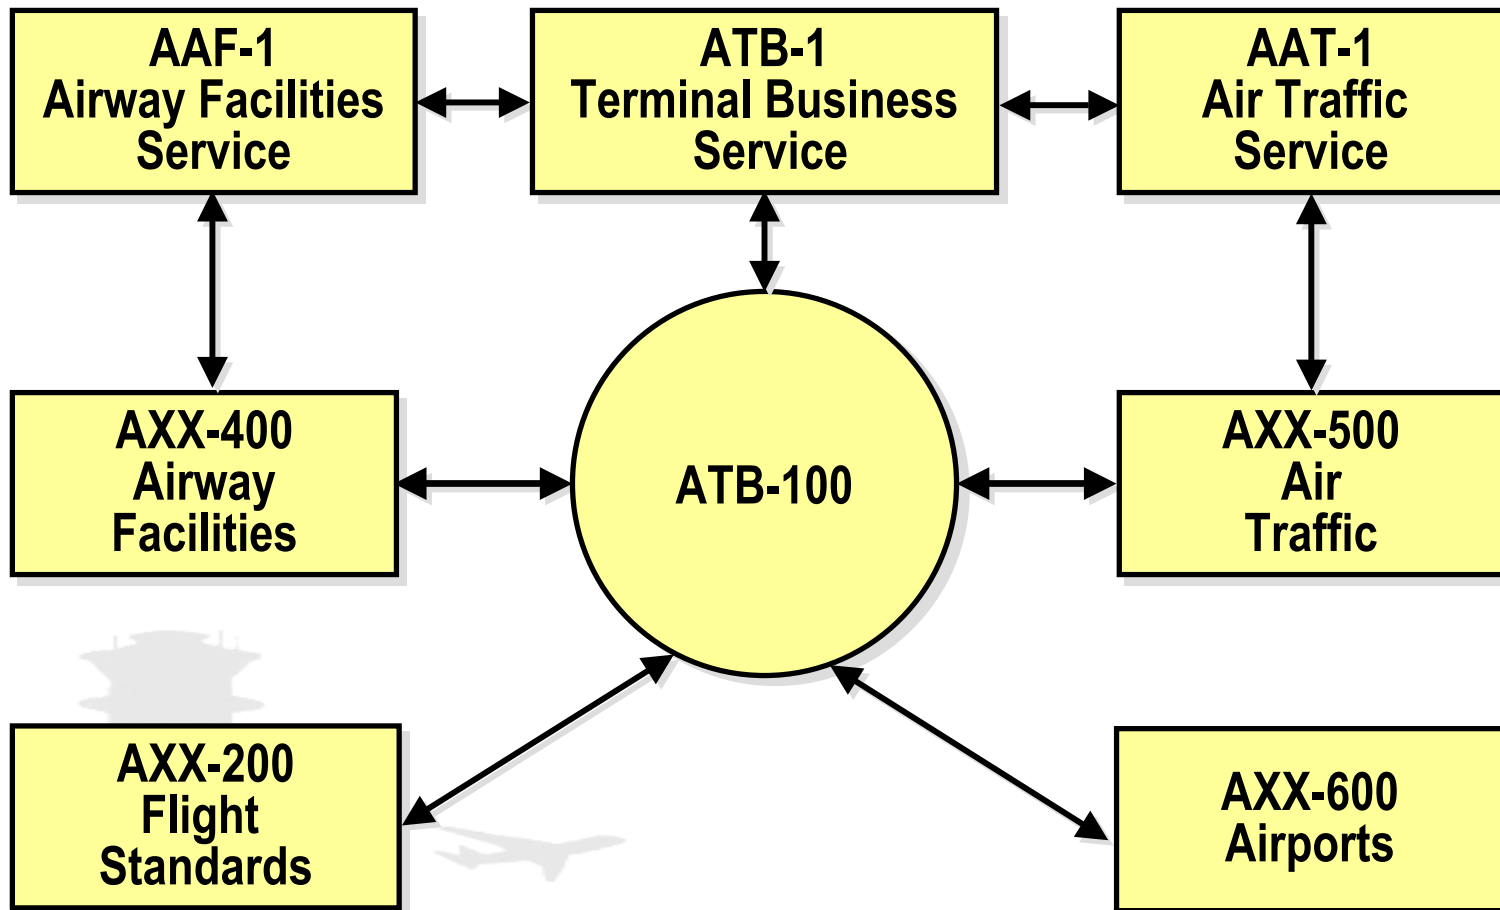 AAF-1
Airway Facilities
Service
ATB-1
Terminal Business
Service
AAT-1
Air Traffic
Service
AXX-400
Airway
Facilities
ATB-100
AXX-500
Air
Traffic
AXX-200
Flight
Standards
AXX-600
Airports